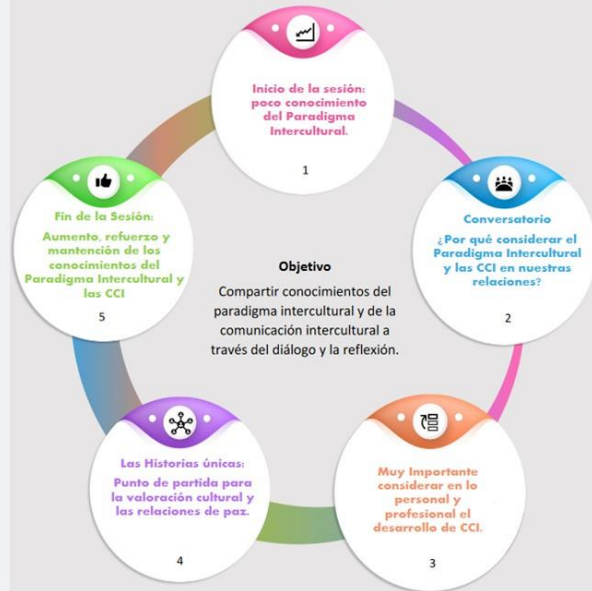 Inicio de la sesión:
poco conocimiento
del Paradigma
Intercultural.
1
Conversatorio
¿Por qué considerar el
Paradigma Intercultural
y las CCI en nuestras
relaciones?
2
Muy Importante
considerar en lo
personal y
profesional el
desarrollo de CCI.
3
Las Historias únicas:
Punto de partida para
la valoración cultural y
las relaciones de paz.
4
Fin de la Sesión:
Aumento, refuerzo y
mantención de los
conocimientos del
Paradigma Intercultural y
las CCI
5
Objetivo
Compartir conocimientos del
paradigma intercultural y de la
comunicación intercultural a
través del diálogo y la reflexión.